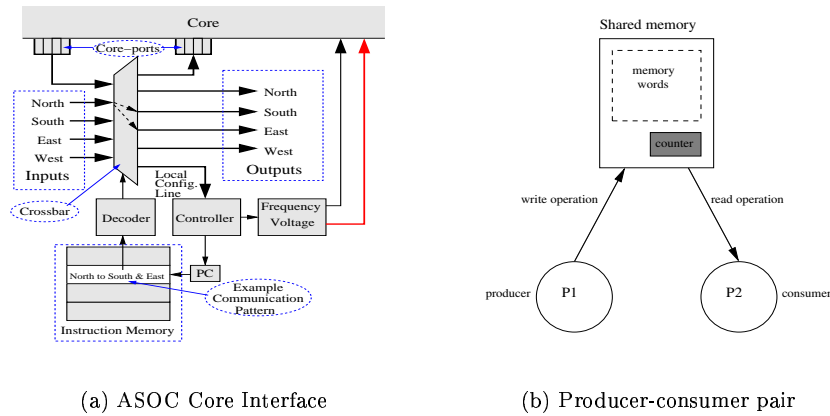 Core
Core-ports
North
South
East
West
Inputs
North
South
East
West
Outputs
Local
Config.
Line
Crossbar
Decoder
Controller
Frequency
Voltage
PC
North to South & East
Instruction Memory
Example
Communication
Pattern
(a) ASOC Core Interface
Shared memory
memory
words
counter
write operation
read operation
producer
P1
P2
consumer
(b) Producer-consumer pair